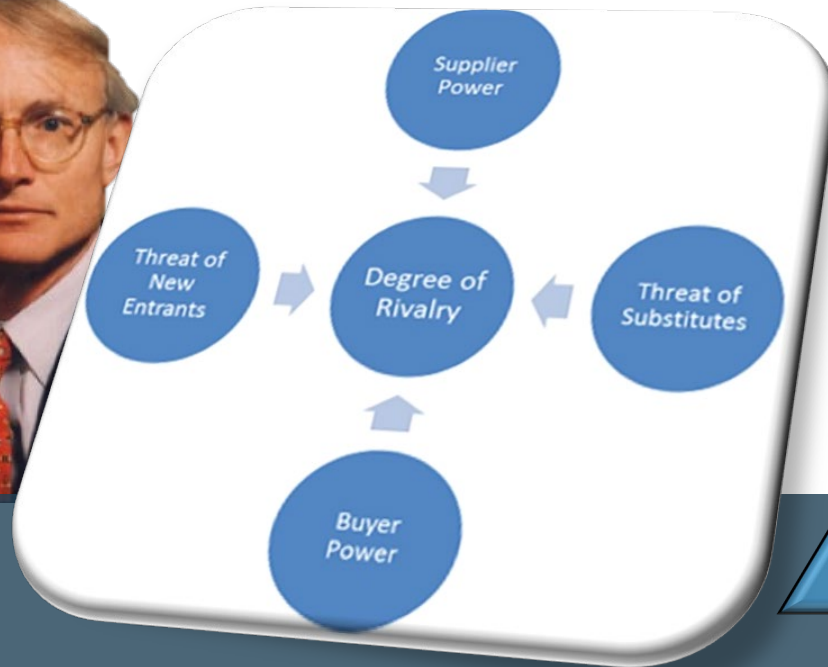 Supplier
Power
Threat of
New
Entrants
Degree of
Rivalry
Threat of
Substitutes
Buyer
Power